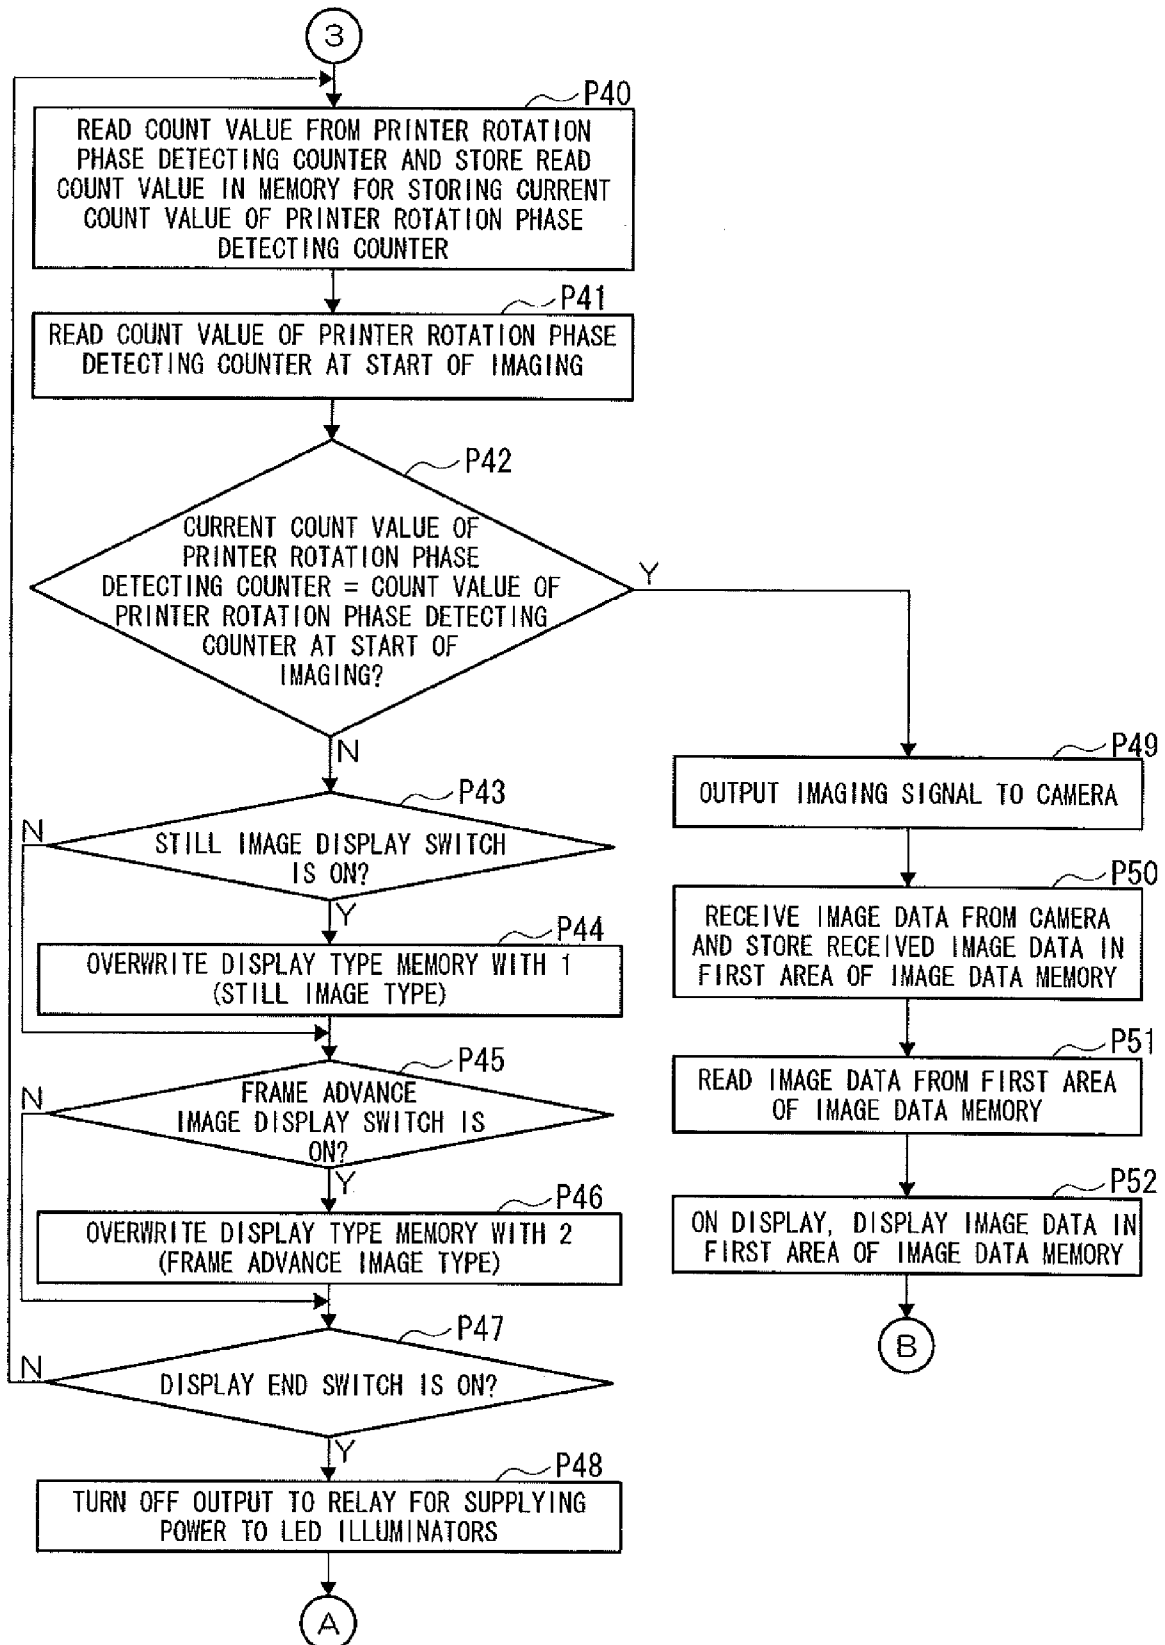 3
P40
READ COUNT VALUE FROM PRINTER ROTATION
PHASE DETECTING COUNTER AND STORE READ
COUNT VALUE IN MEMORY FOR STORING CURRENT
COUNT VALUE OF PRINTER ROTATION PHASE
DETECTING COUNTER
P41
READ COUNT VALUE OF PRINTER ROTATION PHASE
DETECTING COUNTER AT START OF IMAGING
P42
CURRENT COUNT VALUE OF
PRINTER ROTATION PHASE
DETECTING COUNTER = COUNT VALUE OF
PRINTER ROTATION PHASE DETECTING
COUNTER AT START OF
IMAGING?
Y
N
P43
STILL IMAGE DISPLAY SWITCH
IS ON?
N
Y
P44
OVERWRITE DISPLAY TYPE MEMORY WITH 1
(STILL IMAGE TYPE)
P45
FRAME ADVANCE
IMAGE DISPLAY SWITCH IS
ON?
N
Y
P46
OVERWRITE DISPLAY TYPE MEMORY WITH 2
(FRAME ADVANCE IMAGE TYPE)
P47
DISPLAY END SWITCH IS ON?
N
Y
P48
TURN OFF OUTPUT TO RELAY FOR SUPPLYING
POWER TO LED ILLUMINATORS
A
P49
OUTPUT IMAGING SIGNAL TO CAMERA
P50
RECEIVE IMAGE DATA FROM CAMERA
AND STORE RECEIVED IMAGE DATA IN
FIRST AREA OF IMAGE DATA MEMORY
P51
READ IMAGE DATA FROM FIRST AREA
OF IMAGE DATA MEMORY
P52
ON DISPLAY, DISPLAY IMAGE DATA IN
FIRST AREA OF IMAGE DATA MEMORY
B